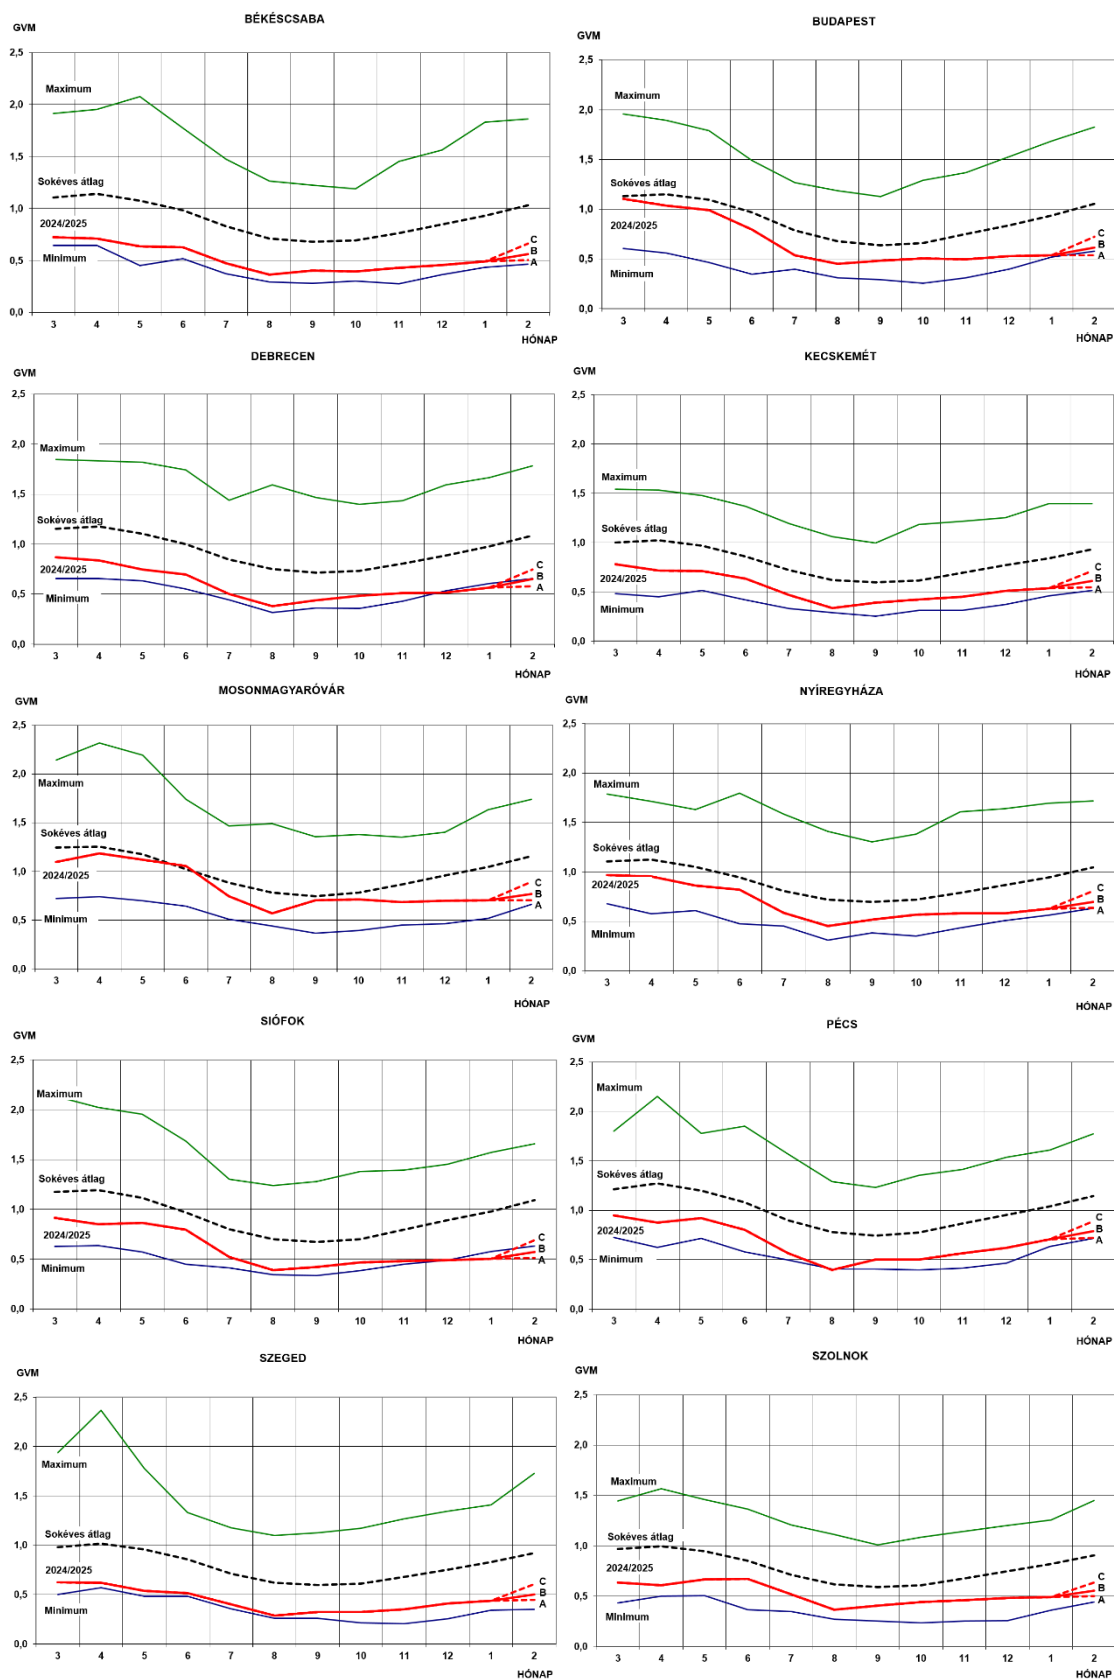 BÉKÉSCSABA
GVM
2,5
Maximum
2,0
1,5
Sokéves átlag
1,0
2024/2025
Minimum
0,5
C
B
A
0,0
3 4 5 6 7 8 9 10 11 12 1 2
HÓNAP
BUDAPEST
GVM
2,5
Maximum
2,0
1,5
Sokéves átlag
1,0
2024/2025
Minimum
0,5
C
B
A
0,0
3 4 5 6 7 8 9 10 11 12 1 2
HÓNAP
DEBRECEN
GVM
2,5
2,0
Maximum
1,5
Sokéves átlag
1,0
2024/2025
Minimum
0,5
C
B
A
0,0
3 4 5 6 7 8 9 10 11 12 1 2
HÓNAP
KECSKEMÉT
GVM
2,5
2,0
Maximum
1,5
Sokéves átlag
1,0
2024/2025
0,5
Minimum
C
B
A
0,0
3 4 5 6 7 8 9 10 11 12 1 2
HÓNAP
MOSONMAGYARÓVÁR
GVM
2,5
2,0
Maximum
1,5
Sokéves átlag
1,0
2024/2025
0,5
Minimum
C
B
A
0,0
3 4 5 6 7 8 9 10 11 12 1 2
HÓNAP
NYÍREGYHÁZA
GVM
2,5
2,0
Maximum
1,5
Sokéves átlag
1,0
2024/2025
0,5
Minimum
C
B
A
0,0
3 4 5 6 7 8 9 10 11 12 1 2
HÓNAP
SIÓFOK
GVM
2,5
Maximum
2,0
1,5
Sokéves átlag
1,0
2024/2025
0,5
Minimum
C
B
A
0,0
3 4 5 6 7 8 9 10 11 12 1 2
HÓNAP
PÉCS
GVM
2,5
Maximum
2,0
1,5
Sokéves átlag
1,0
2024/2025
0,5
Minimum
C
B
A
0,0
3 4 5 6 7 8 9 10 11 12 1 2
HÓNAP
SZEGED
GVM
2,5
2,0
Maximum
1,5
Sokéves átlag
1,0
2024/2025
0,5
Minimum
C
B
A
0,0
3 4 5 6 7 8 9 10 11 12 1 2
HÓNAP
SZOLNOK
GVM
2,5
2,0
Maximum
1,5
Sokéves átlag
1,0
2024/2025
0,5
Minimum
C
B
A
0,0
3 4 5 6 7 8 9 10 11 12 1 2
HÓNAP